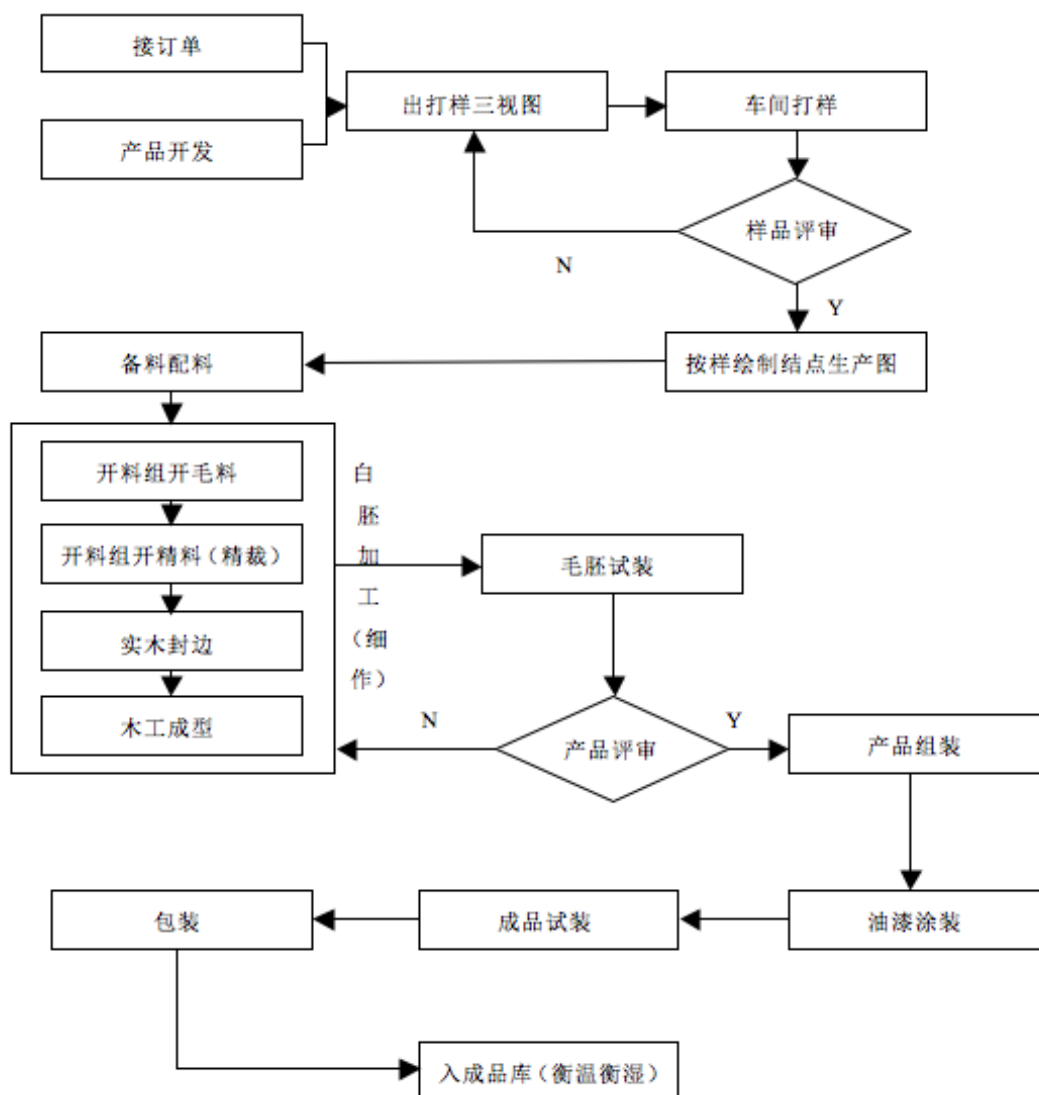 接订单
产品开发
出打样三视图
车间打样
样品评审
N
Y
备料配料
按样绘制结点生产图
开料组开毛料
开料组开精料（精裁）
实木封边
木工成型
白
胚
加
工
（细
作）
毛胚试装
产品评审
N
Y
产品组装
包装
成品试装
油漆涂装
入成品库（衡温衡湿）